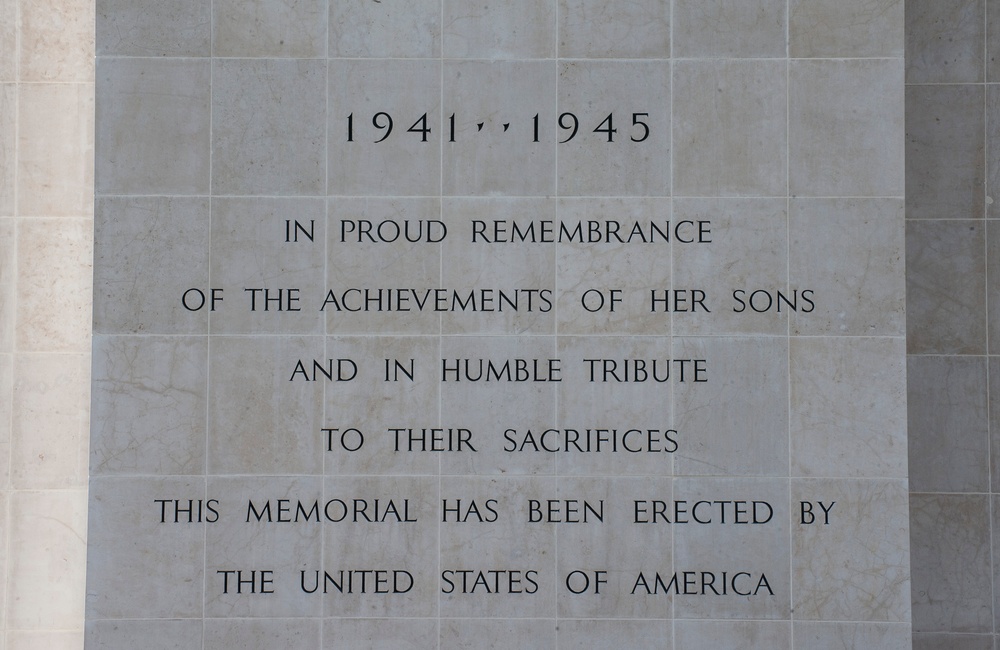 1941··1945
IN PROUD REMEMBRANCE
OF THE ACHIEVEMENTS OF HER SONS
AND IN HUMBLE TRIBUTE
TO THEIR SACRIFICES
THIS MEMORIAL HAS BEEN ERECTED BY
THE UNITED STATES OF AMERICA